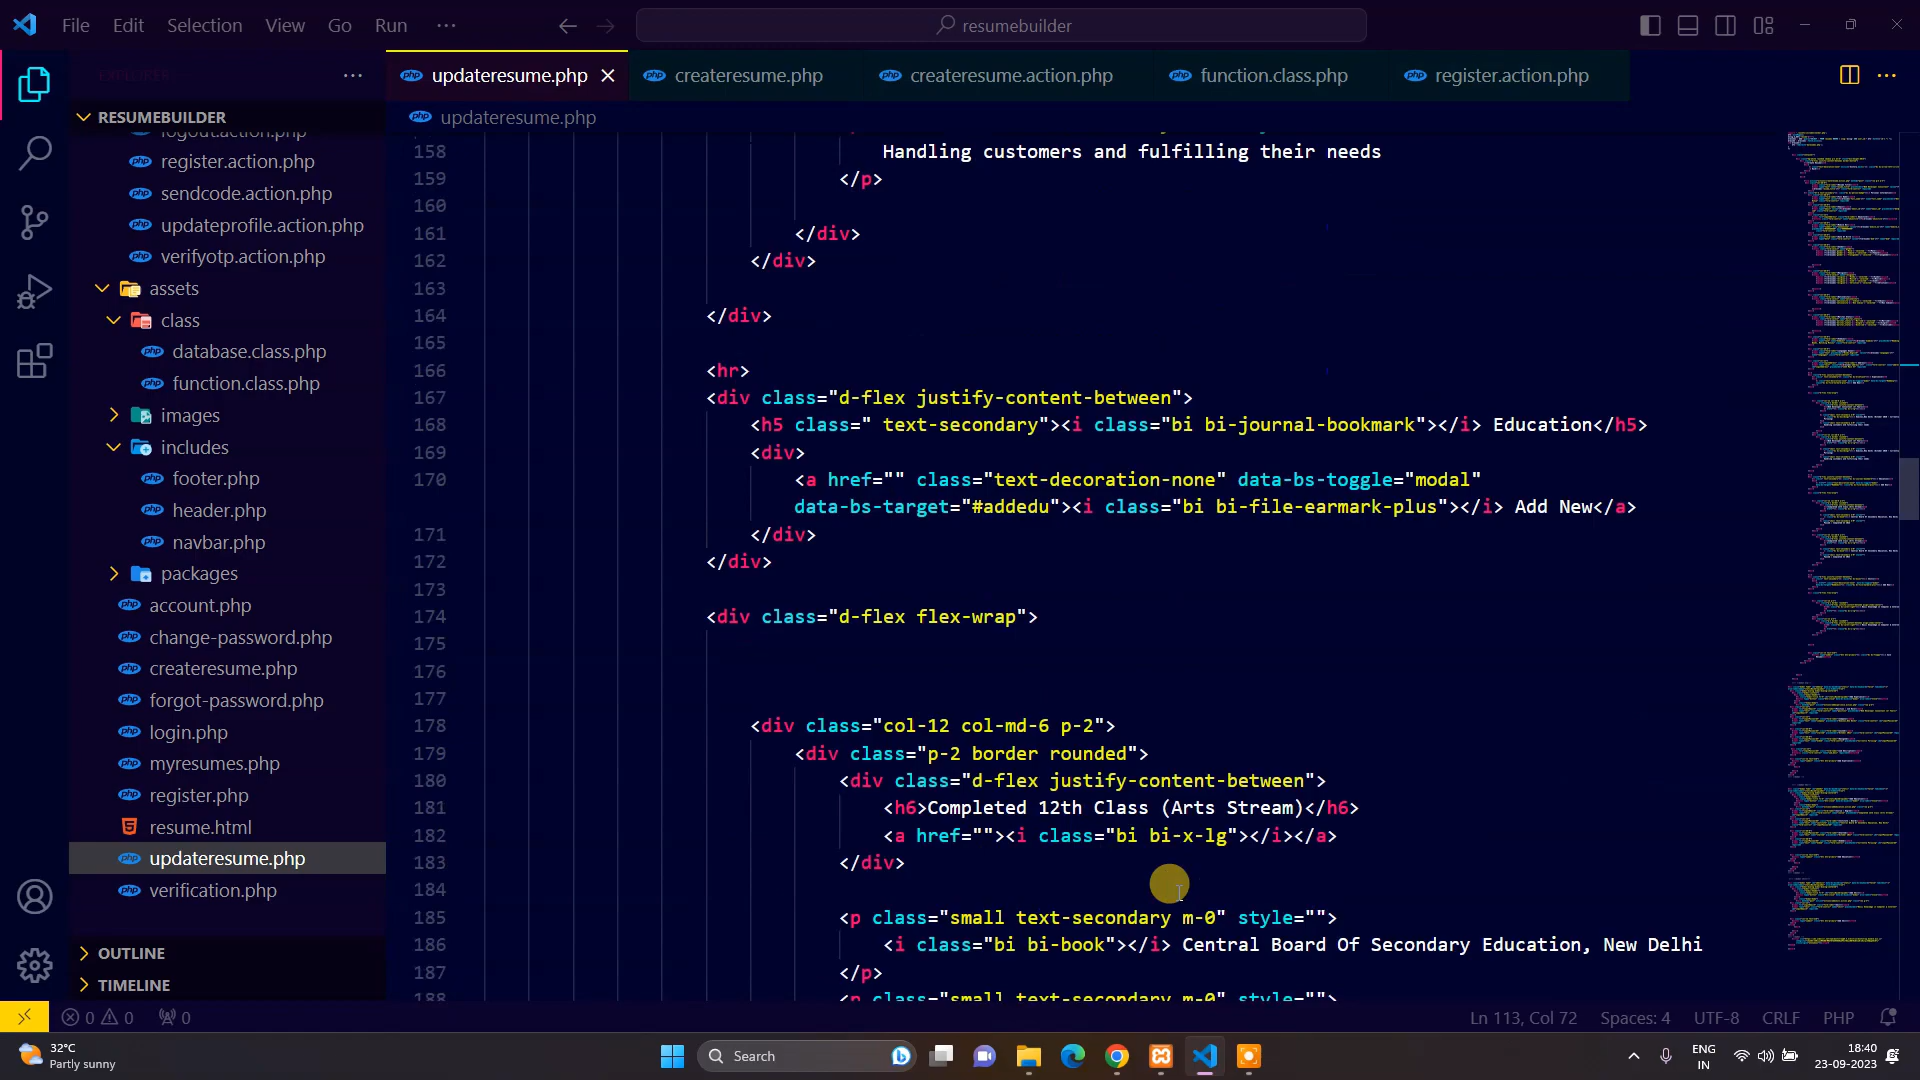 File Edit Selection View Go Run ···
resumebuilder
EXPLORER
RESUMEBUILDER
logout.action.php
register.action.php
sendcode.action.php
updateprofile.action.php
verifyotp.action.php
assets
class
database.class.php
function.class.php
images
includes
footer.php
header.php
navbar.php
packages
account.php
change-password.php
createresume.php
forgot-password.php
login.php
myresumes.php
register.php
resume.html
updateresume.php
verification.php
OUTLINE
TIMELINE
updateresume.php createresume.php createresume.action.php function.class.php register.action.php
updateresume.php
158 Handling customers and fulfilling their needs
159 </p>
160
161 </div>
162 </div>
163
164 </div>
165
166 <hr>
167 <div class="d-flex justify-content-between">
168 <h5 class=" text-secondary"><i class="bi bi-journal-bookmark"></i> Education</h5>
169 <div>
170 <a href="" class="text-decoration-none" data-bs-toggle="modal"
data-bs-target="#addedu"><i class="bi bi-file-earmark-plus"></i> Add New</a>
171 </div>
172 </div>
173
174 <div class="d-flex flex-wrap">
175
176
177
178 <div class="col-12 col-md-6 p-2">
179 <div class="p-2 border rounded">
180 <div class="d-flex justify-content-between">
181 <h6>Completed 12th Class (Arts Stream)</h6>
182 <a href=""><i class="bi bi-x-lg"></i></a>
183 </div>
184
185 <p class="small text-secondary m-0" style="">
186 <i class="bi bi-book"></i> Central Board Of Secondary Education, New Delhi
187 </p>
188 <p class="small text-secondary m-0" style="">
0 0 0
Ln 113, Col 72 Spaces: 4 UTF-8 CRLF PHP
32°C
Partly sunny
Search
ENG
IN
18:40
23-09-2023